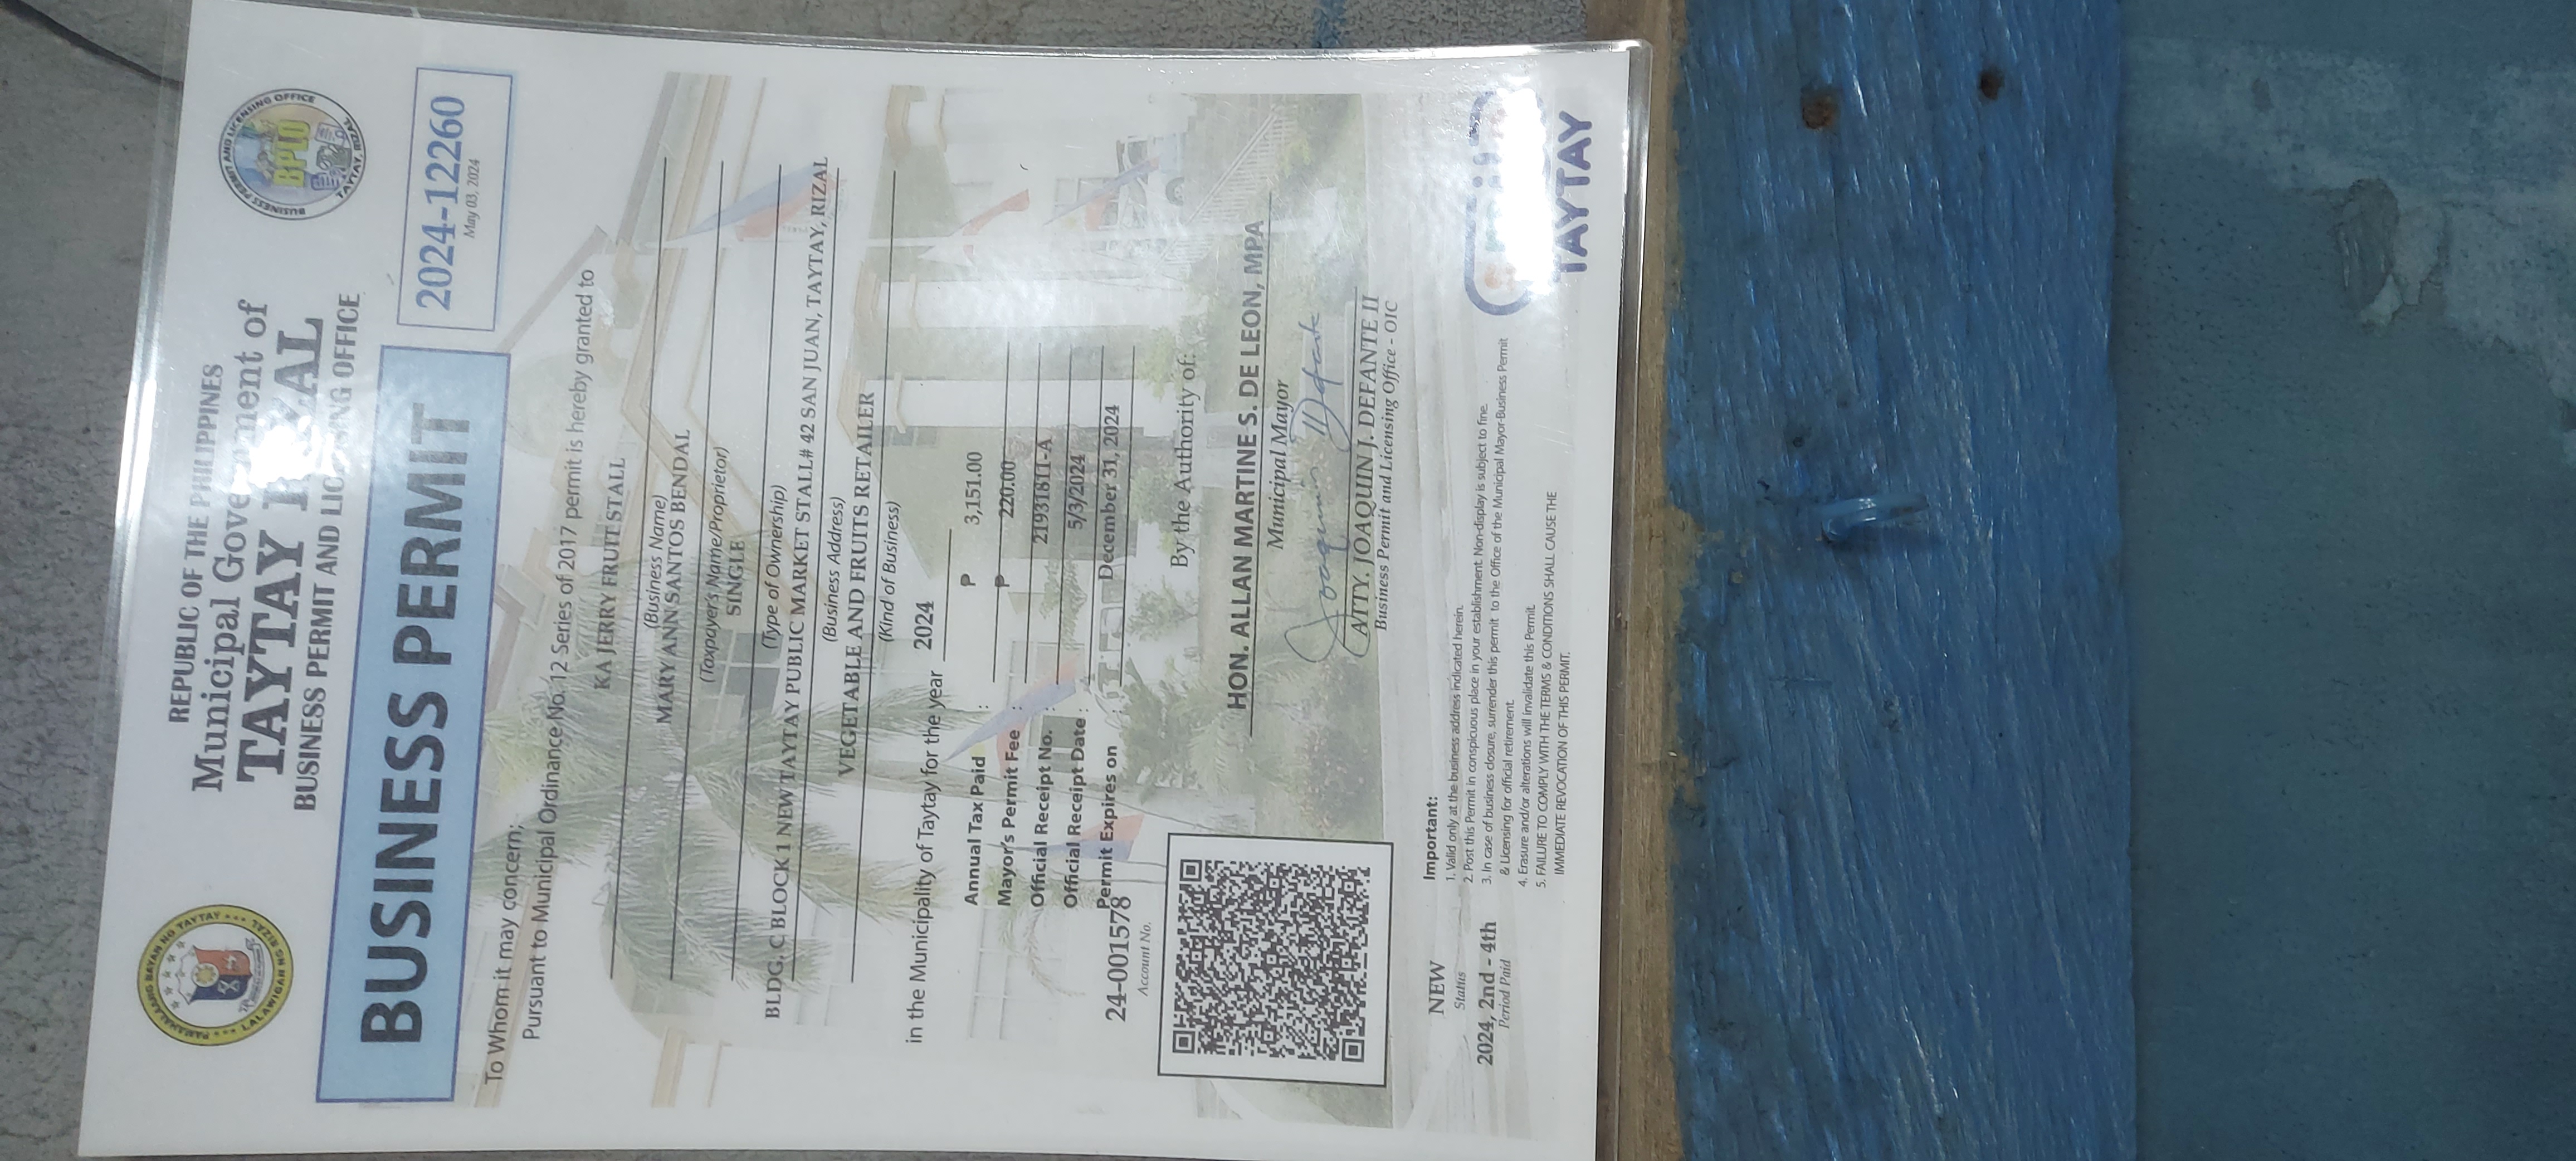 PAMAHALAANG BAYAN NG TAYTAY
LALAWIGAN NG RIZAL
REPUBLIC OF THE PHILIPPINES
Municipal Government of
TAYTAY RIZAL
BUSINESS PERMIT AND LICENSING OFFICE
BUSINESS PERMIT AND LICENSING OFFICE
BPLO
TAYTAY, RIZAL
BUSINESS PERMIT
2024-12260
May 03, 2024
To Whom it may concern;
Pursuant to Municipal Ordinance No. 12 Series of 2017 permit is hereby granted to
KA JERRY FRUIT STALL
(Business Name)
MARY ANN SANTOS BENDAL
(Taxpayer's Name/Proprietor)
SINGLE
(Type of Ownership)
BLDG. C BLOCK 1 NEW TAYTAY PUBLIC MARKET STALL# 42 SAN JUAN, TAYTAY, RIZAL
(Business Address)
VEGETABLE AND FRUITS RETAILER
(Kind of Business)
in the Municipality of Taytay for the year 2024
Annual Tax Paid : ₱ 3,151.00
Mayor's Permit Fee : ₱ 220.00
Official Receipt No. : 2193181I-A
Official Receipt Date : 5/3/2024
Permit Expires on : December 31, 2024
24-001578
Account No.
By the Authority of:
HON. ALLAN MARTINE S. DE LEON, MPA
Municipal Mayor
Joaquin II Defante
ATTY. JOAQUIN J. DEFANTE II
Business Permit and Licensing Office - OIC
NEW
Status
2024, 2nd - 4th
Period Paid
Important:
1. Valid only at the business address indicated herein.
2. Post this Permit in conspicuous place in your establishment. Non-display is subject to fine.
3. In case of business closure, surrender this permit to the Office of the Municipal Mayor-Business Permit
& Licensing for official retirement.
4. Erasure and/or alterations will invalidate this Permit.
5. FAILURE TO COMPLY WITH THE TERMS & CONDITIONS SHALL CAUSE THE
IMMEDIATE REVOCATION OF THIS PERMIT.
TAYTAY